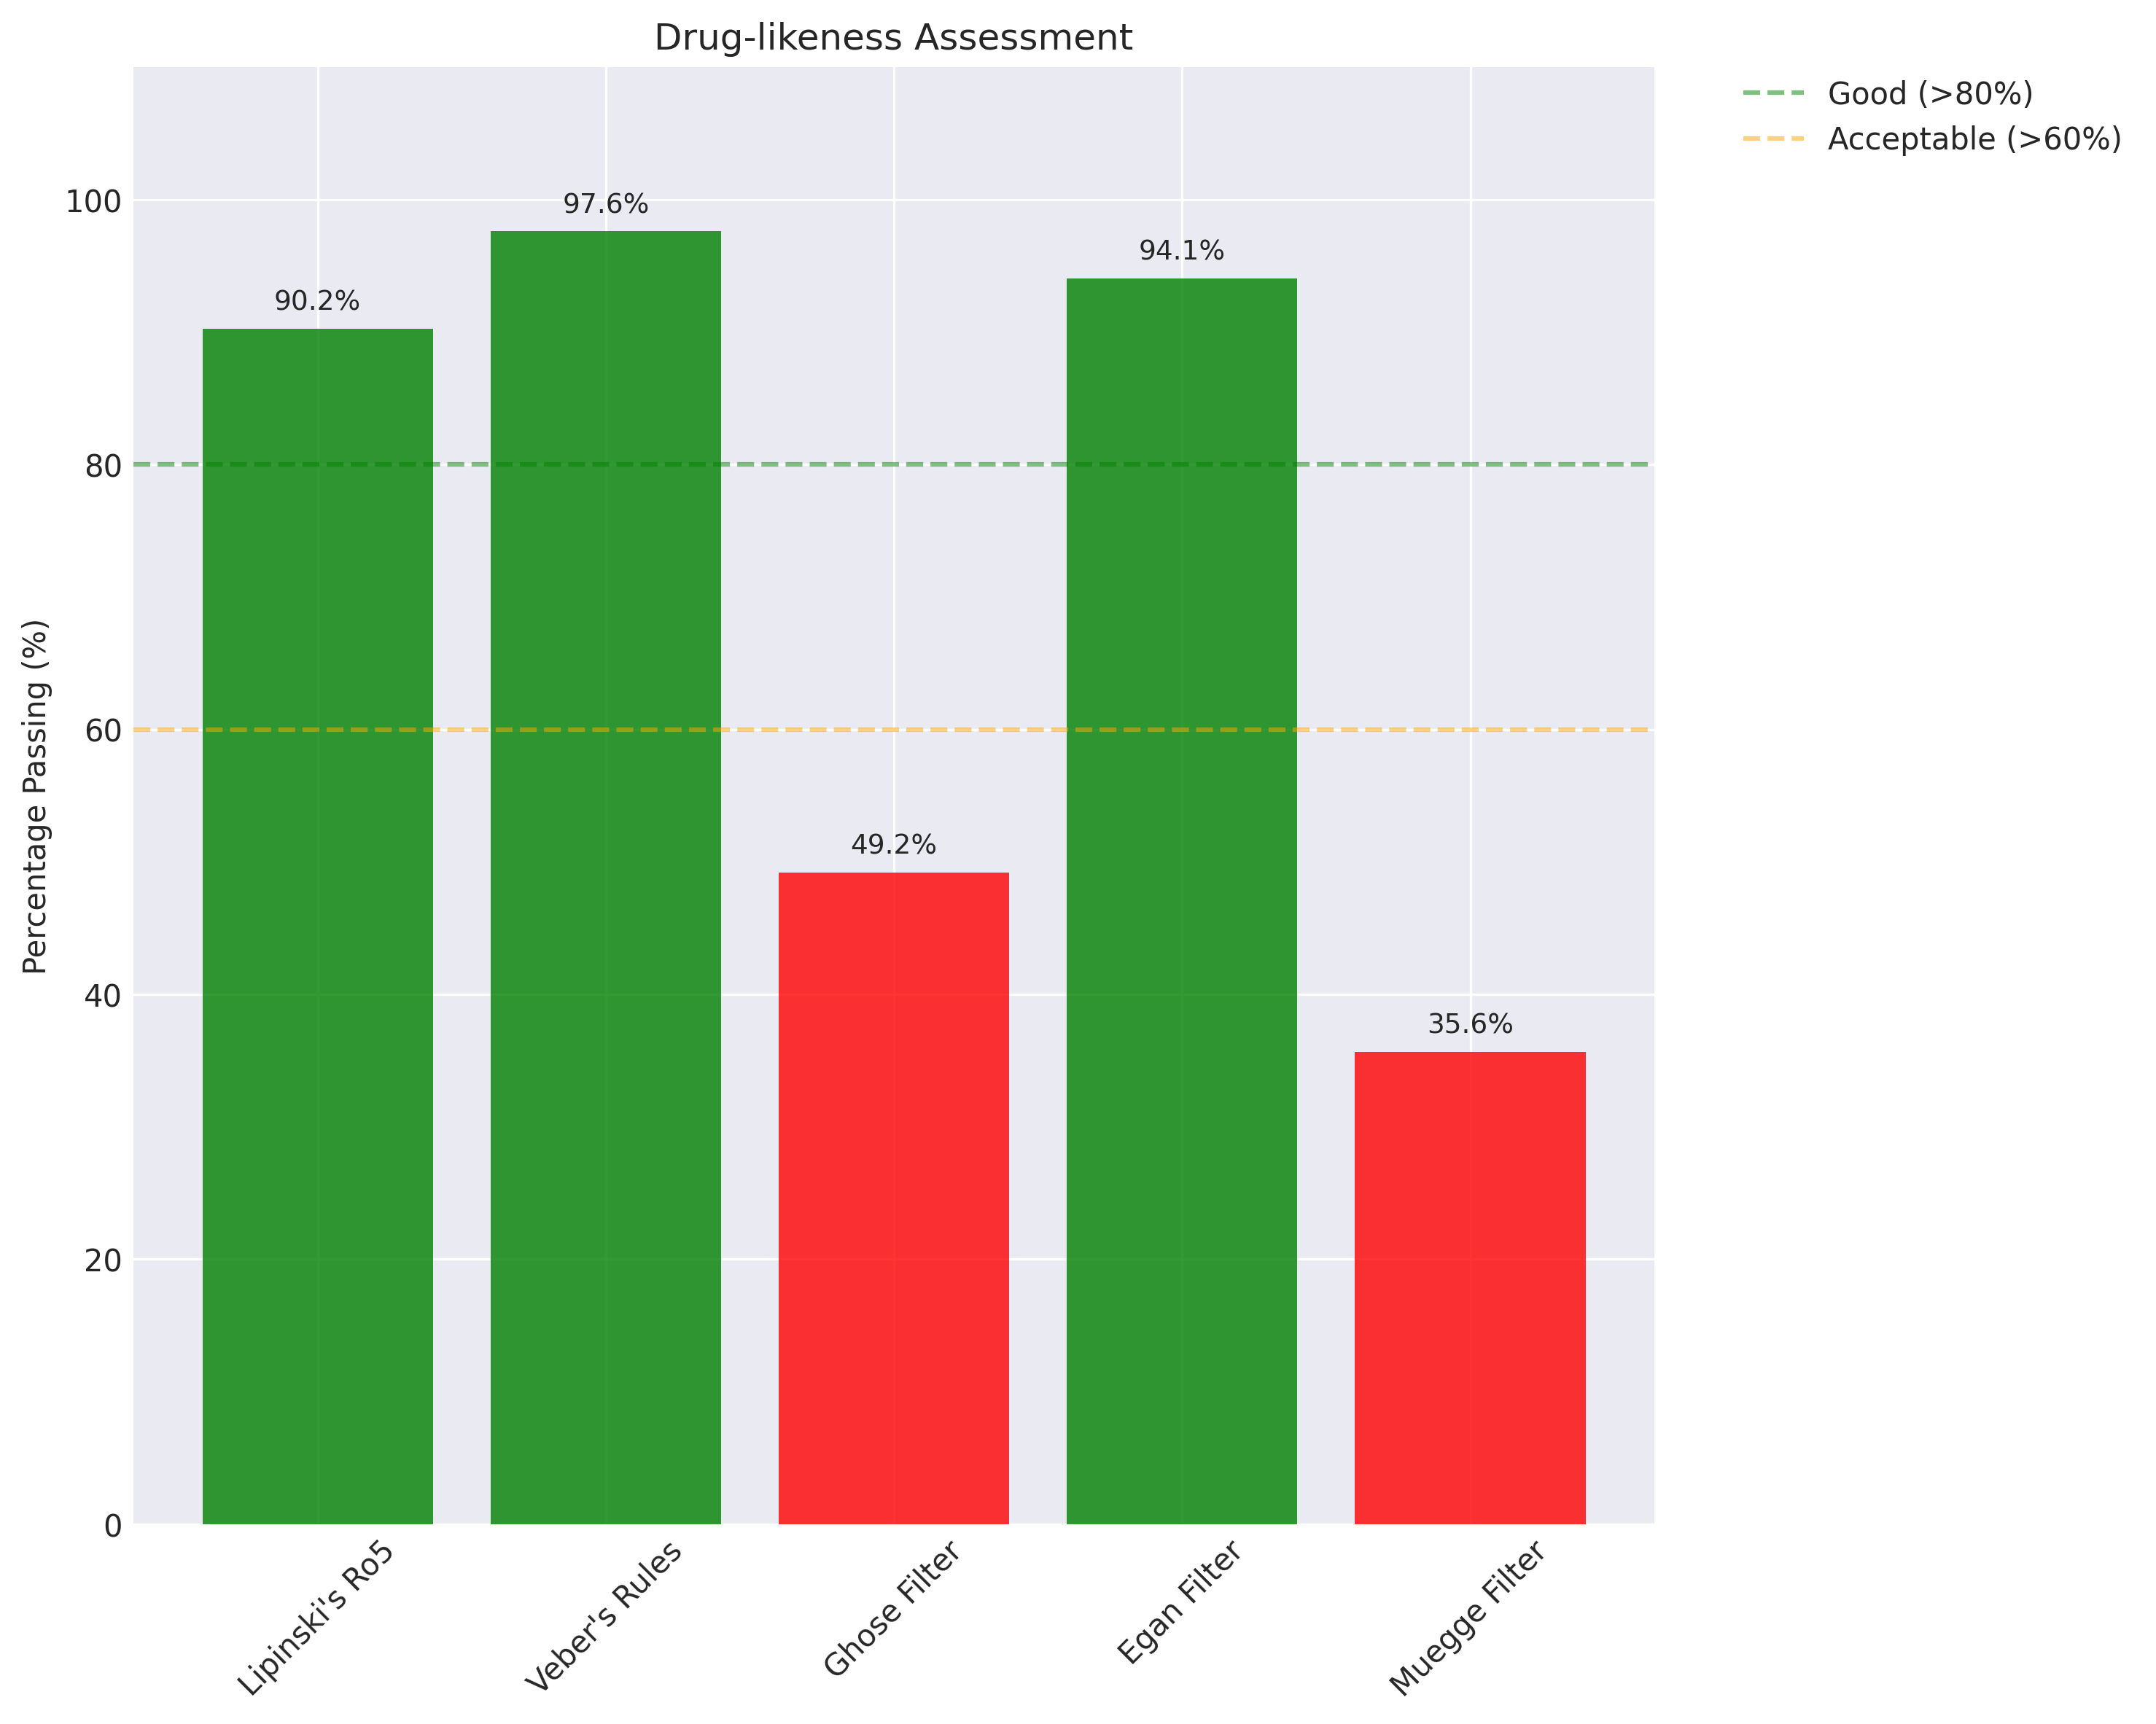 Drug-likeness Assessment
Good (>80%)
Acceptable (>60%)
Percentage Passing (%)
100
80
60
40
20
0
90.2%
97.6%
49.2%
94.1%
35.6%
Lipinski's Ro5
Veber's Rules
Ghose Filter
Egan Filter
Muegge Filter